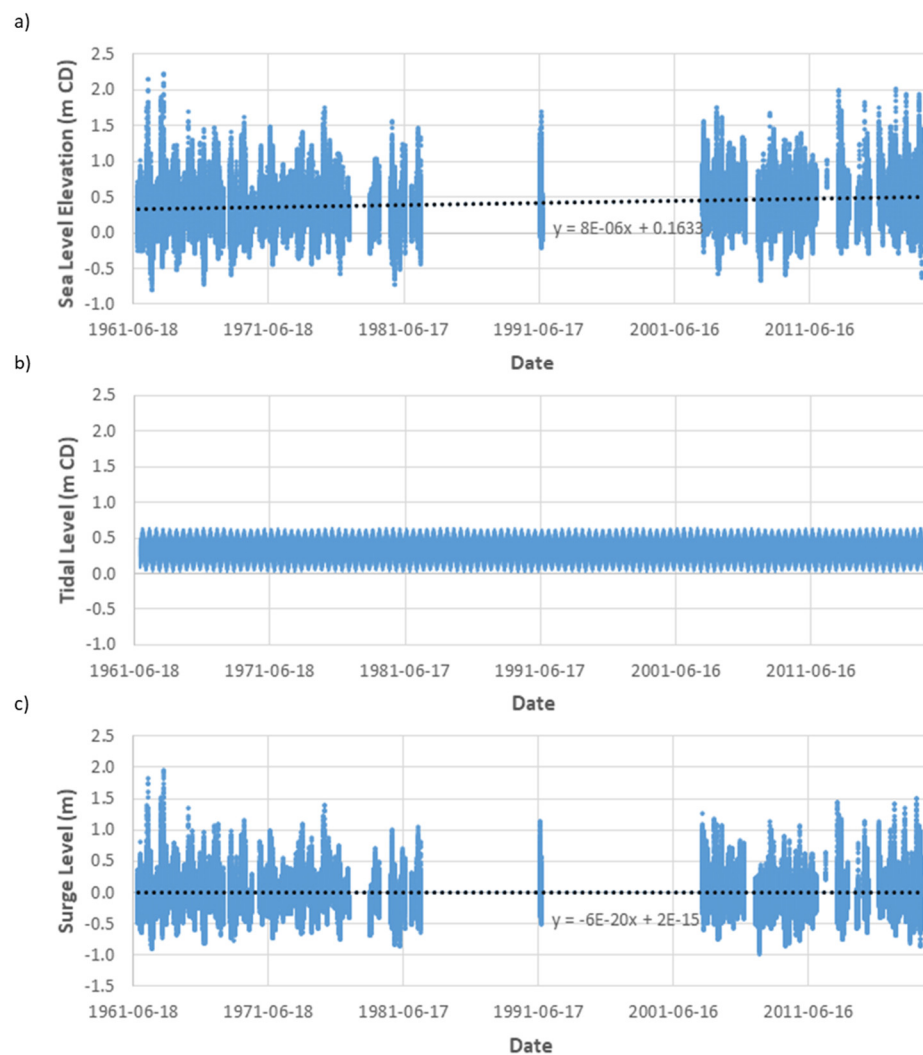 a)
Sea Level Elevation (m CD)
2.5
2.0
1.5
1.0
0.5
0.0
-0.5
-1.0
y = 8E-06x + 0.1633
1961-06-18 1971-06-18 1981-06-17 1991-06-17 2001-06-16 2011-06-16
Date
b)
Tidal Level (m CD)
2.5
2.0
1.5
1.0
0.5
0.0
-0.5
-1.0
1961-06-18 1971-06-18 1981-06-17 1991-06-17 2001-06-16 2011-06-16
Date
c)
Surge Level (m)
2.5
2.0
1.5
1.0
0.5
0.0
-0.5
-1.0
-1.5
y = -6E-20x + 2E-15
1961-06-18 1971-06-18 1981-06-17 1991-06-17 2001-06-16 2011-06-16
Date